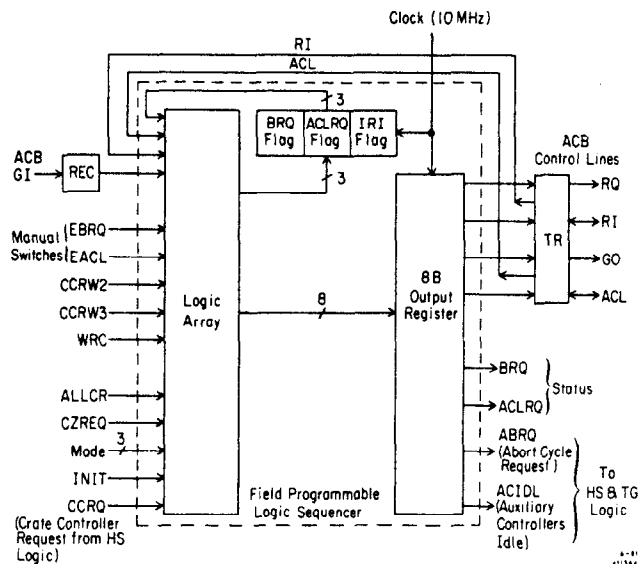 Clock (10 MHz)
RI
ACL
3
BRQ Flag
ACLRQ Flag
IRI Flag
3
ACB GI
REC
ACB Control Lines
RQ
RI
GO
ACL
TR
Manual Switches
EBRQ
EACL
CCRW2
CCRW3
WRC
ALLCR
CZREQ
Mode
3
INIT
CCRQ
(Crate Controller
Request from HS
Logic)
Logic
Array
8
8B
Output
Register
BRQ
ACLRQ
Status
ABRQ
(Abort Cycle
Request)
ACIDL
(Auxiliary
Controllers
Idle)
To
HS & TG
Logic
Field Programmable
Logic Sequencer